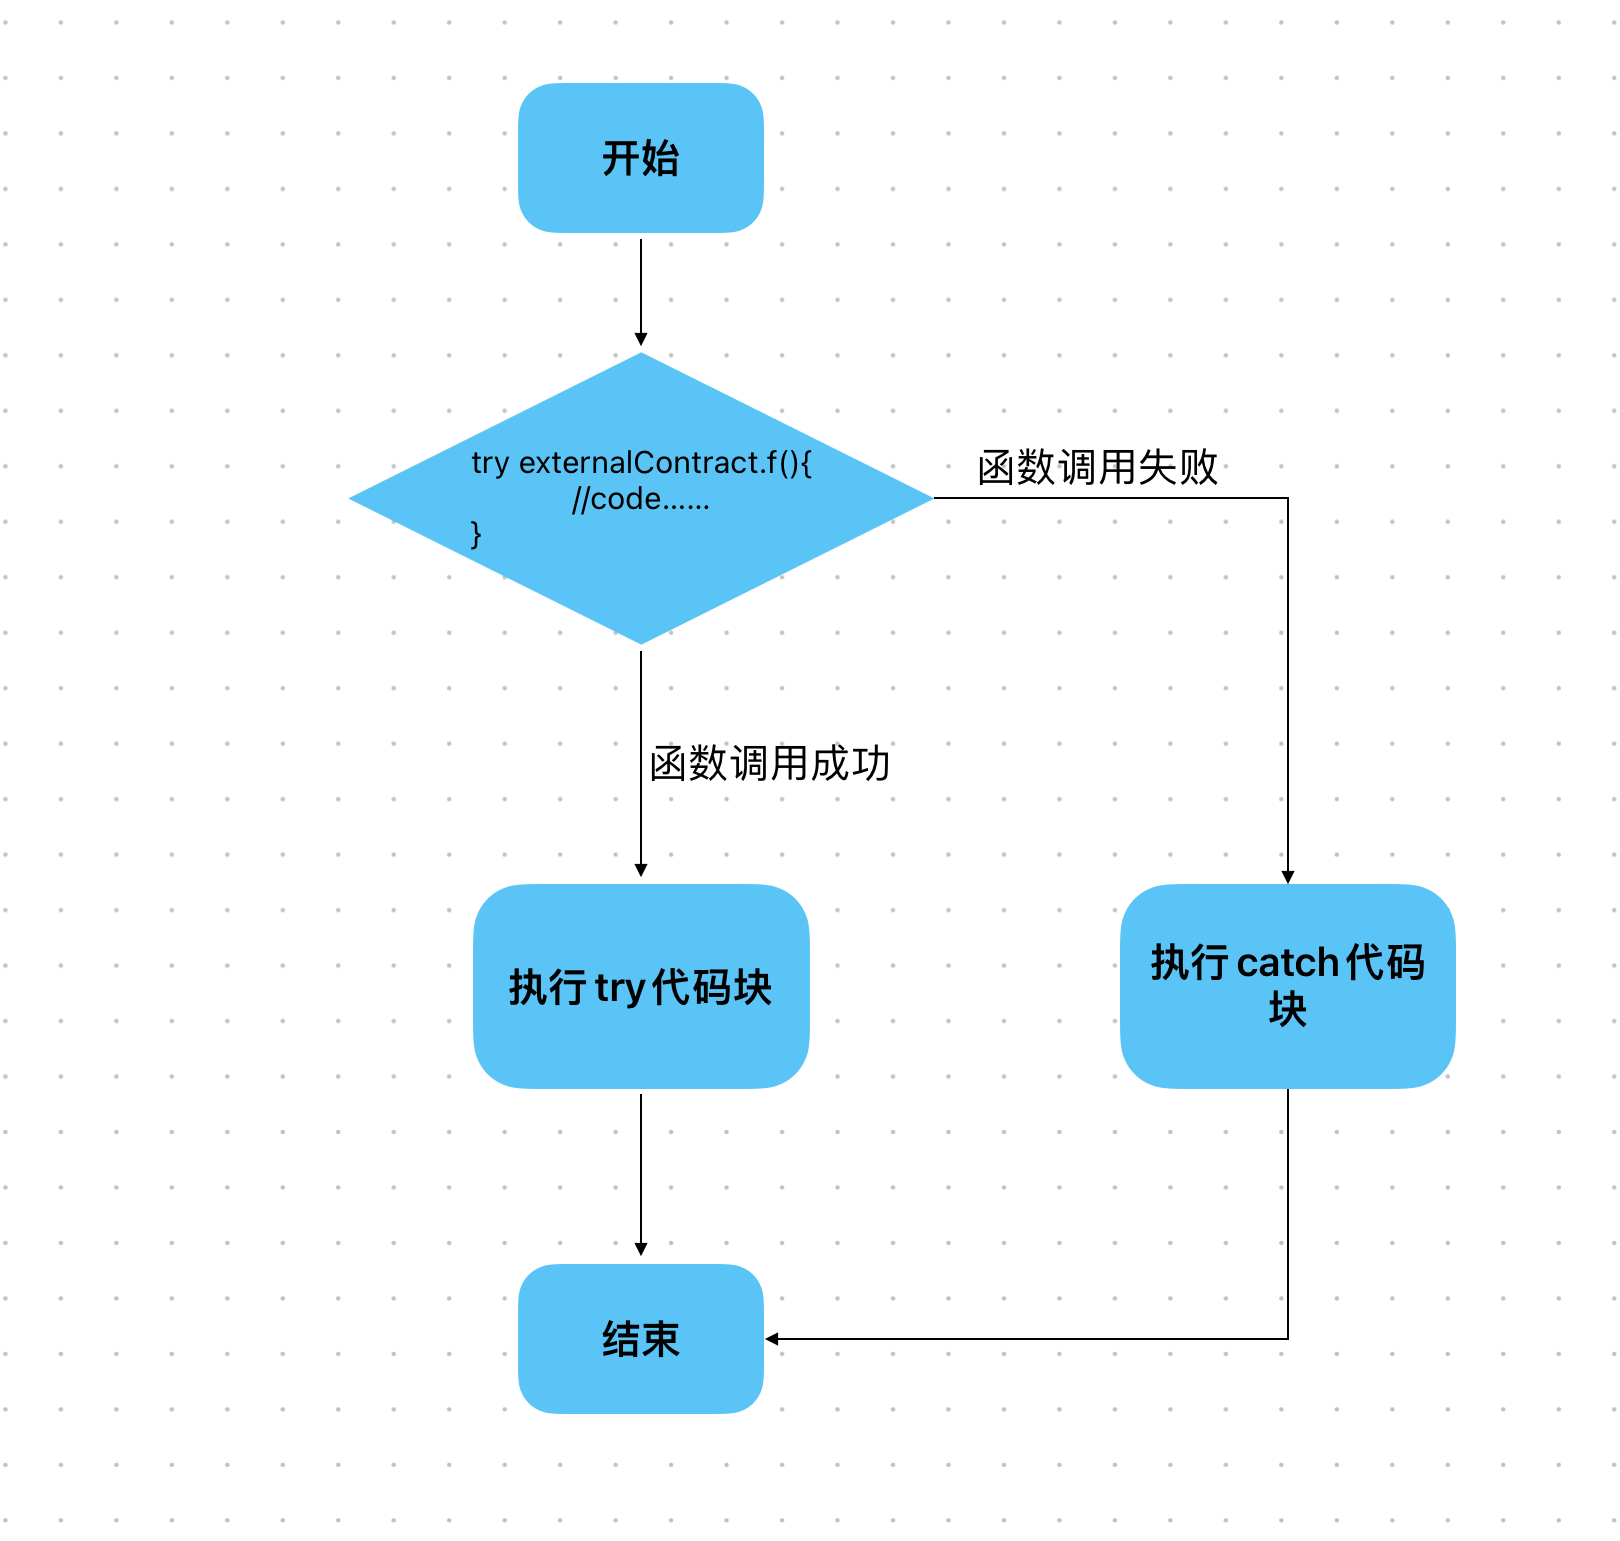 开始
try externalContract.f(){
//code......
}
函数调用失败
函数调用成功
执行 try 代码块
执行 catch 代码
块
结束